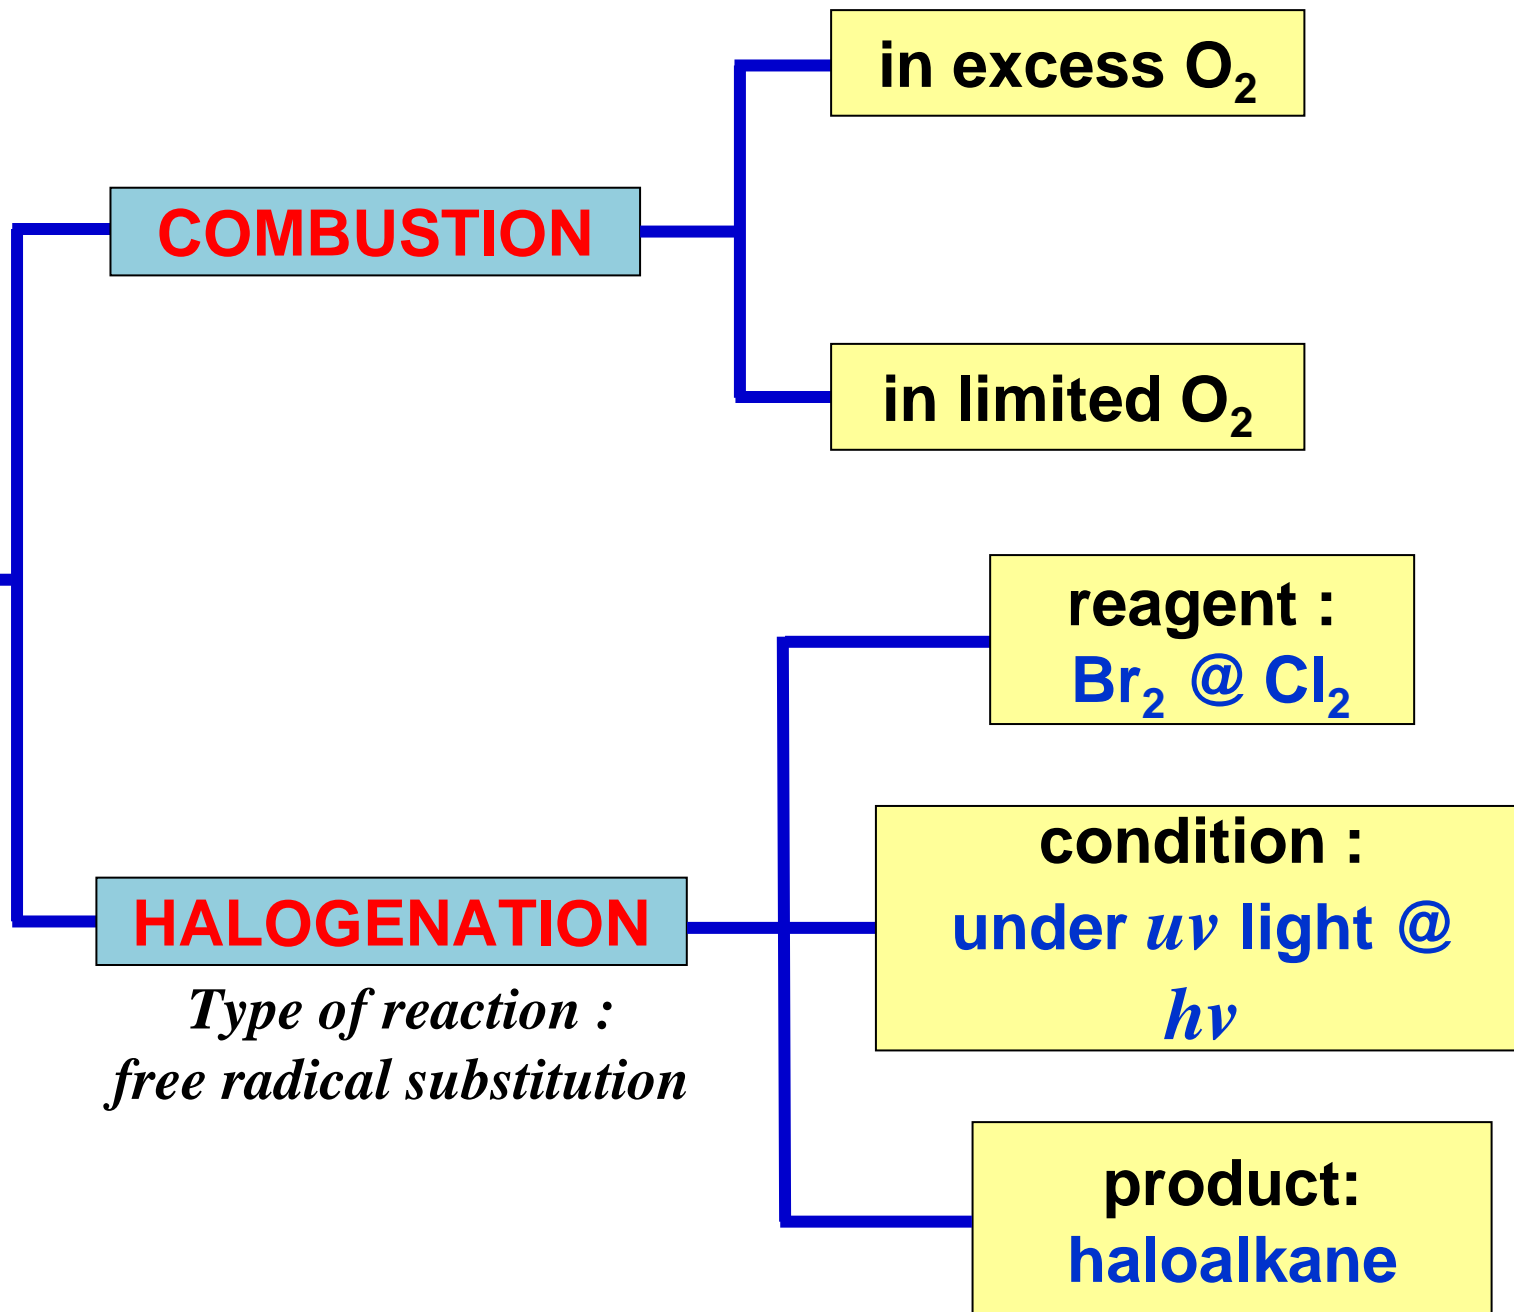 in excess O₂
COMBUSTION
in limited O₂
reagent :
Br₂ @ Cl₂
condition :
under uv light @
hv
HALOGENATION
Type of reaction :
free radical substitution
product:
haloalkane